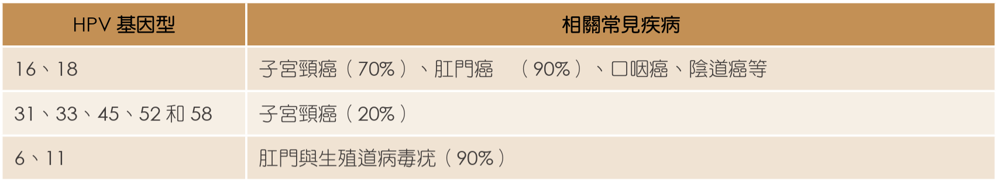 HPV 基因型
相關常見疾病
16、18
子宮頸癌（70%）、肛門癌　（90%）、口咽癌、陰道癌等
31、33、45、52 和 58
子宮頸癌（20%）
6、11
肛門與生殖道病毒疣（90%）